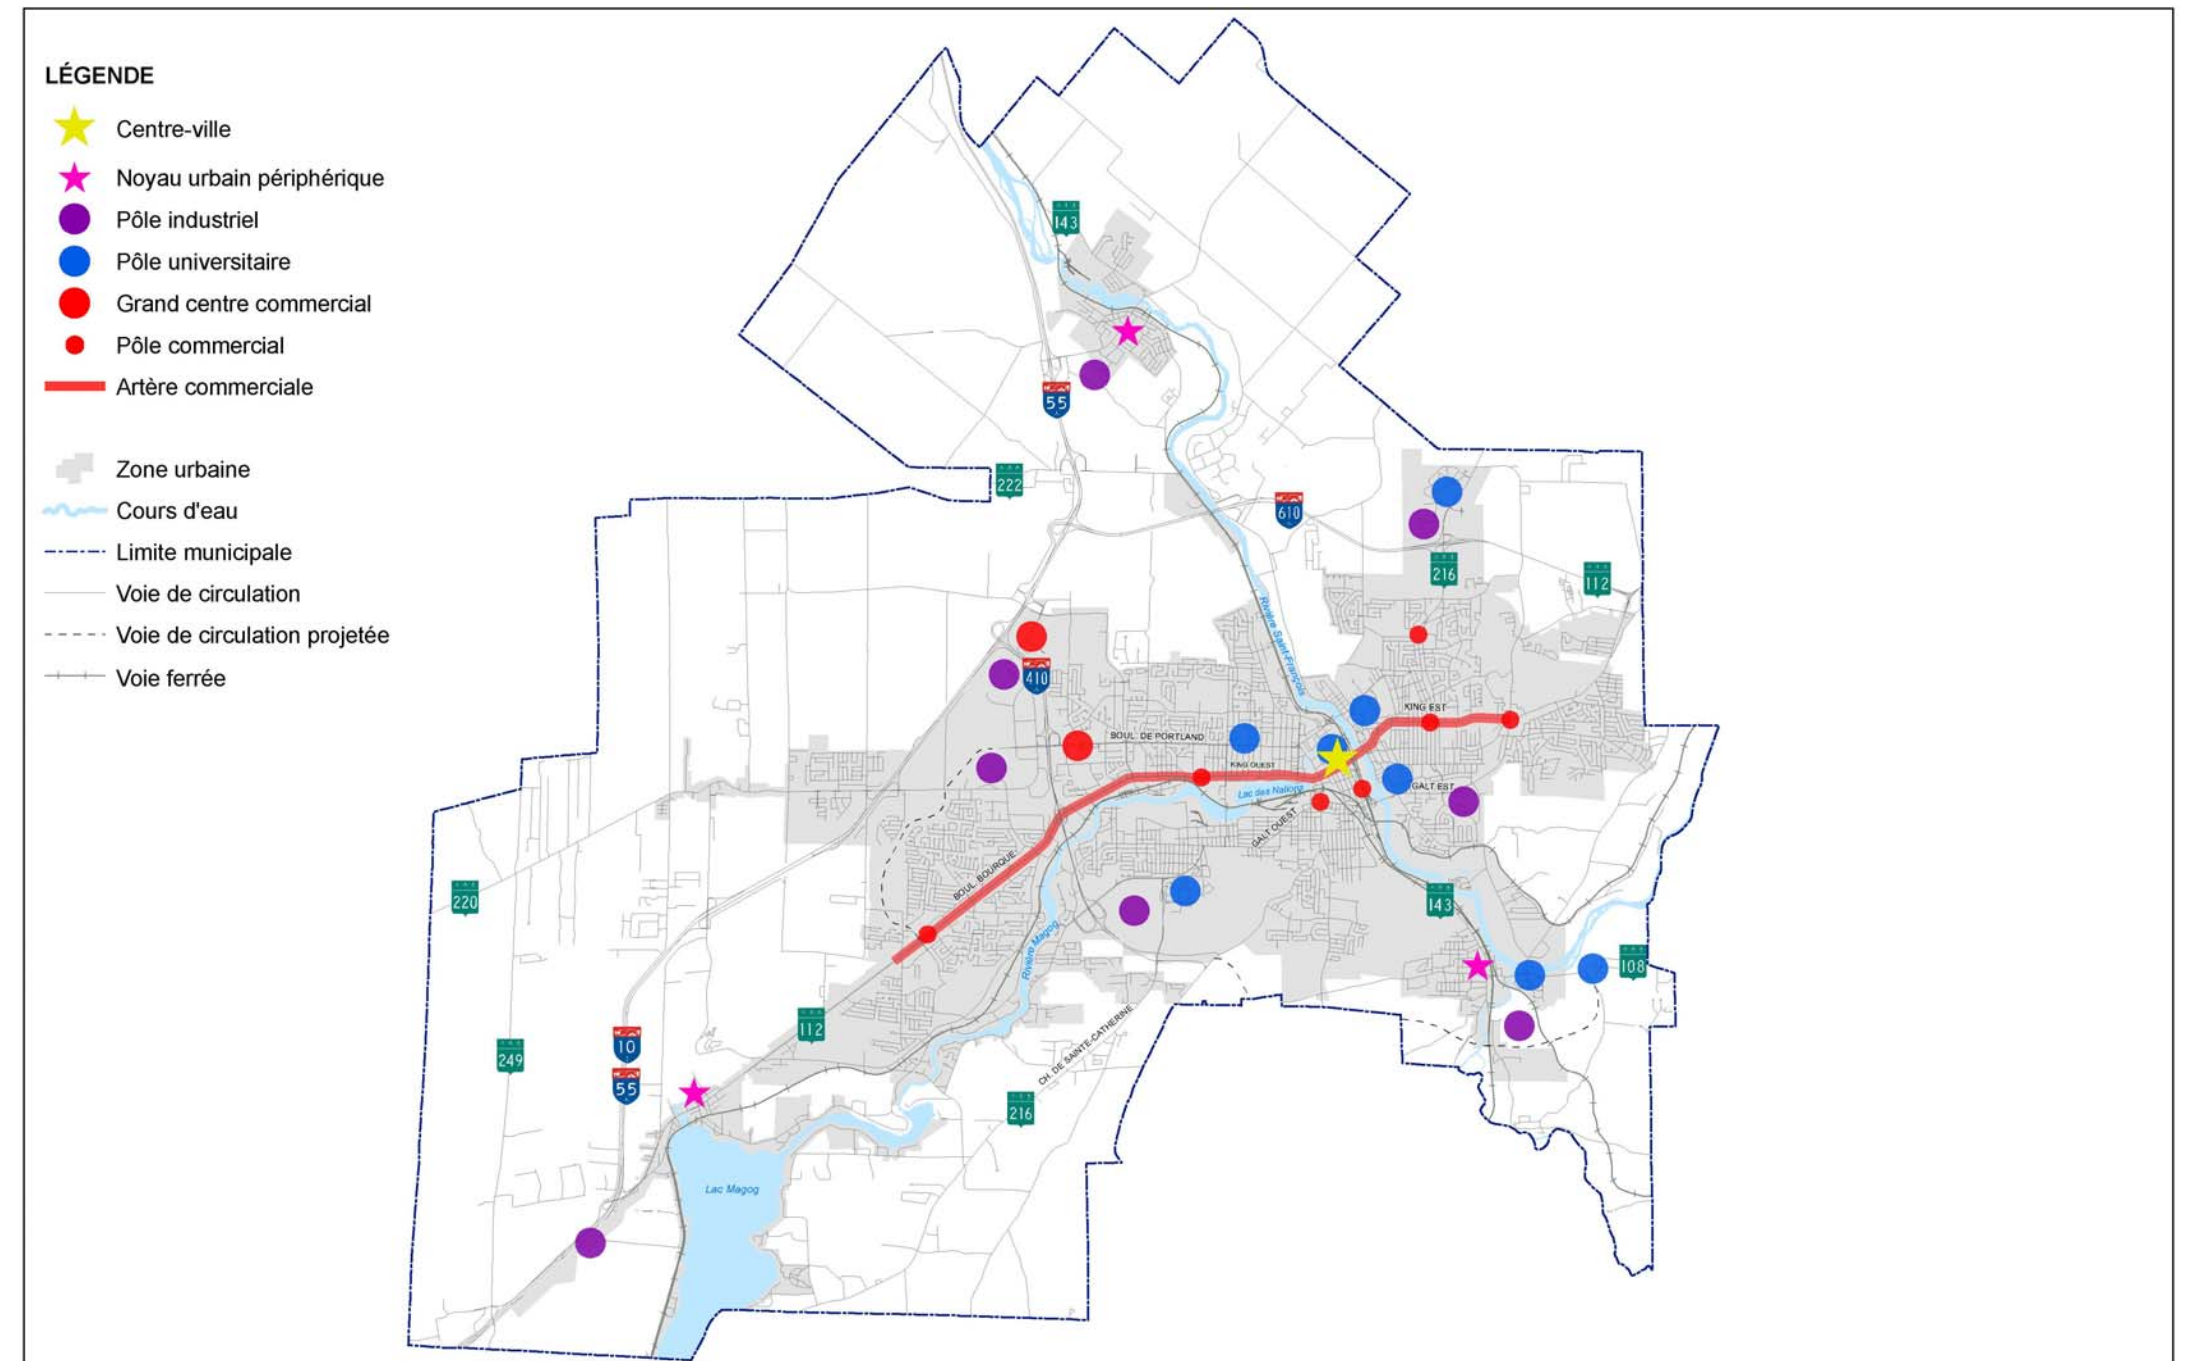 LÉGENDE
Centre-ville
Noyau urbain périphérique
Pôle industriel
Pôle universitaire
Grand centre commercial
Pôle commercial
Artère commerciale
Zone urbaine
Cours d'eau
Limite municipale
Voie de circulation
Voie de circulation projetée
Voie ferrée
143
55
222
610
216
112
Rivière Saint-François
410
KING EST
BOUL. DE PORTLAND
KING OUEST
Lac des Nations
GALT EST
GALT OUEST
BOUL. BOURQUE
220
143
Rivière Magog
108
112
10
249
55
CH. DE SAINTE-CATHERINE
216
Lac Magog